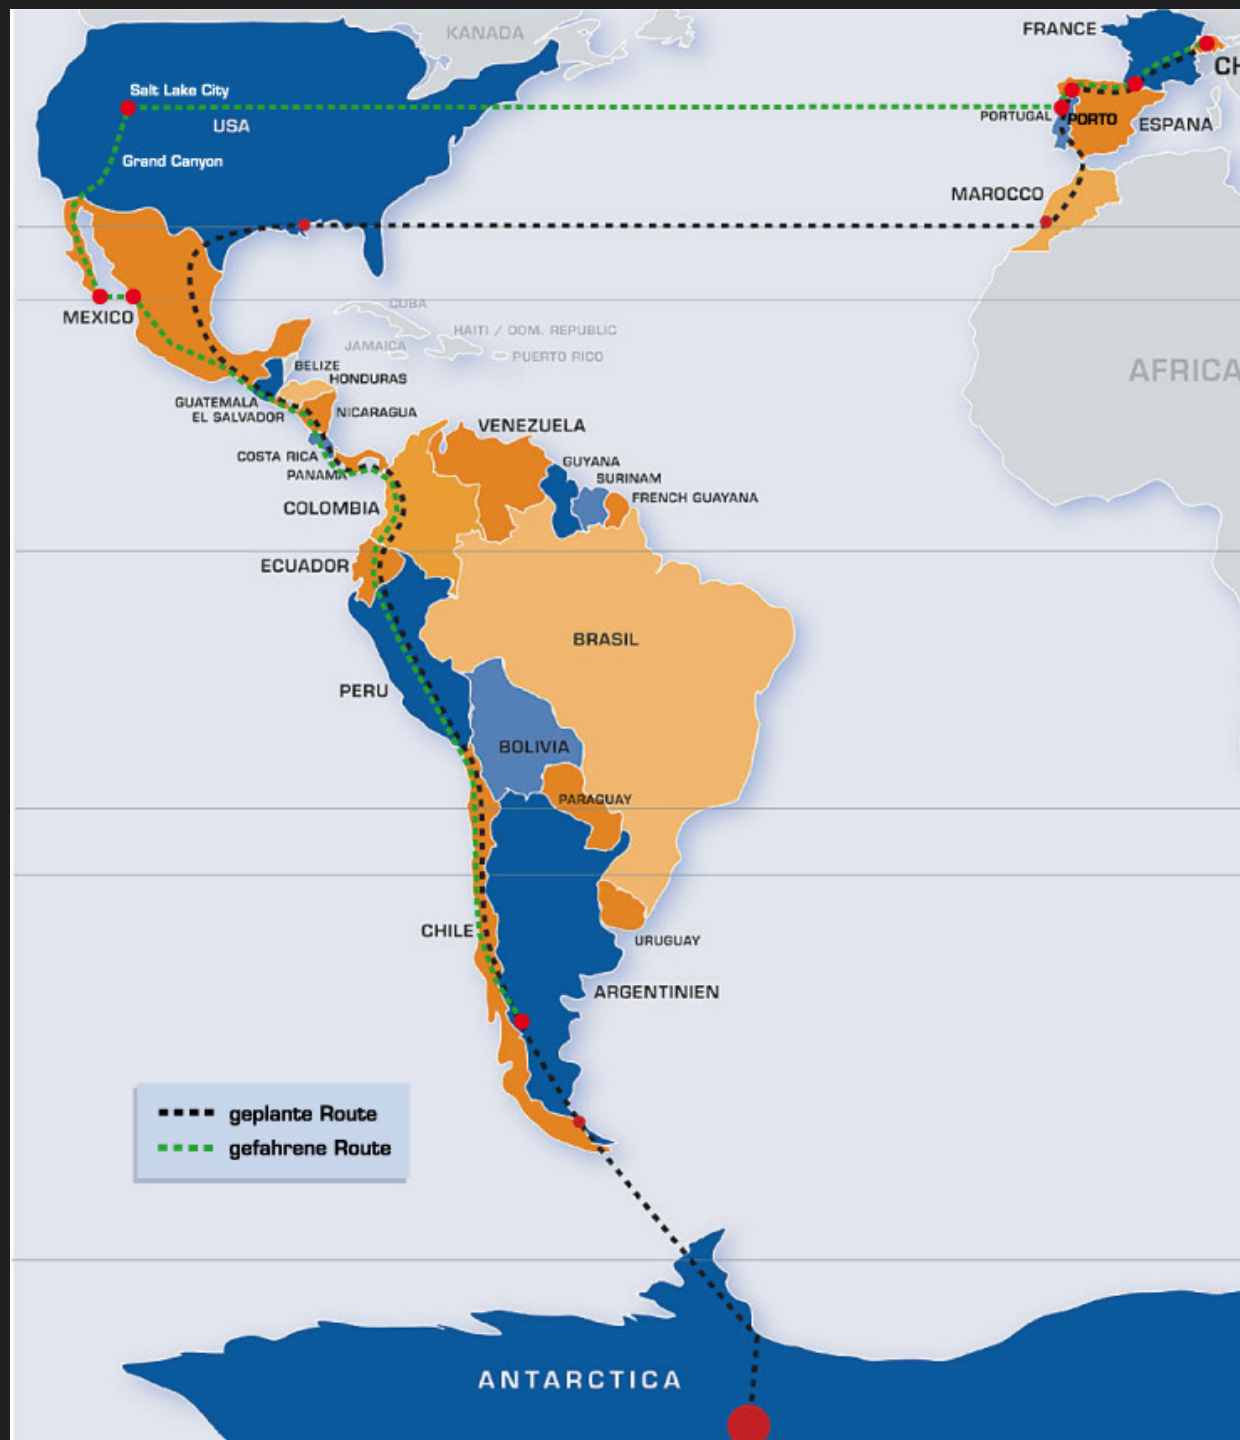 KANADA
FRANCE
CH
Salt Lake City
USA
PORTUGAL
PORTO
ESPANA
Grand Canyon
MAROCCO
MEXICO
CUBA
HAITI / DOM. REPUBLIC
JAMAICA
PUERTO RICO
BELIZE
HONDURAS
AFRICA
GUATEMALA
EL SALVADOR
NICARAGUA
VENEZUELA
COSTA RICA
PANAMA
GUYANA
SURINAM
FRENCH GUAYANA
COLOMBIA
ECUADOR
BRASIL
PERU
BOLIVIA
PARAGUAY
CHILE
URUGUAY
ARGENTINIEN
geplante Route
gefahrene Route
ANTARCTICA